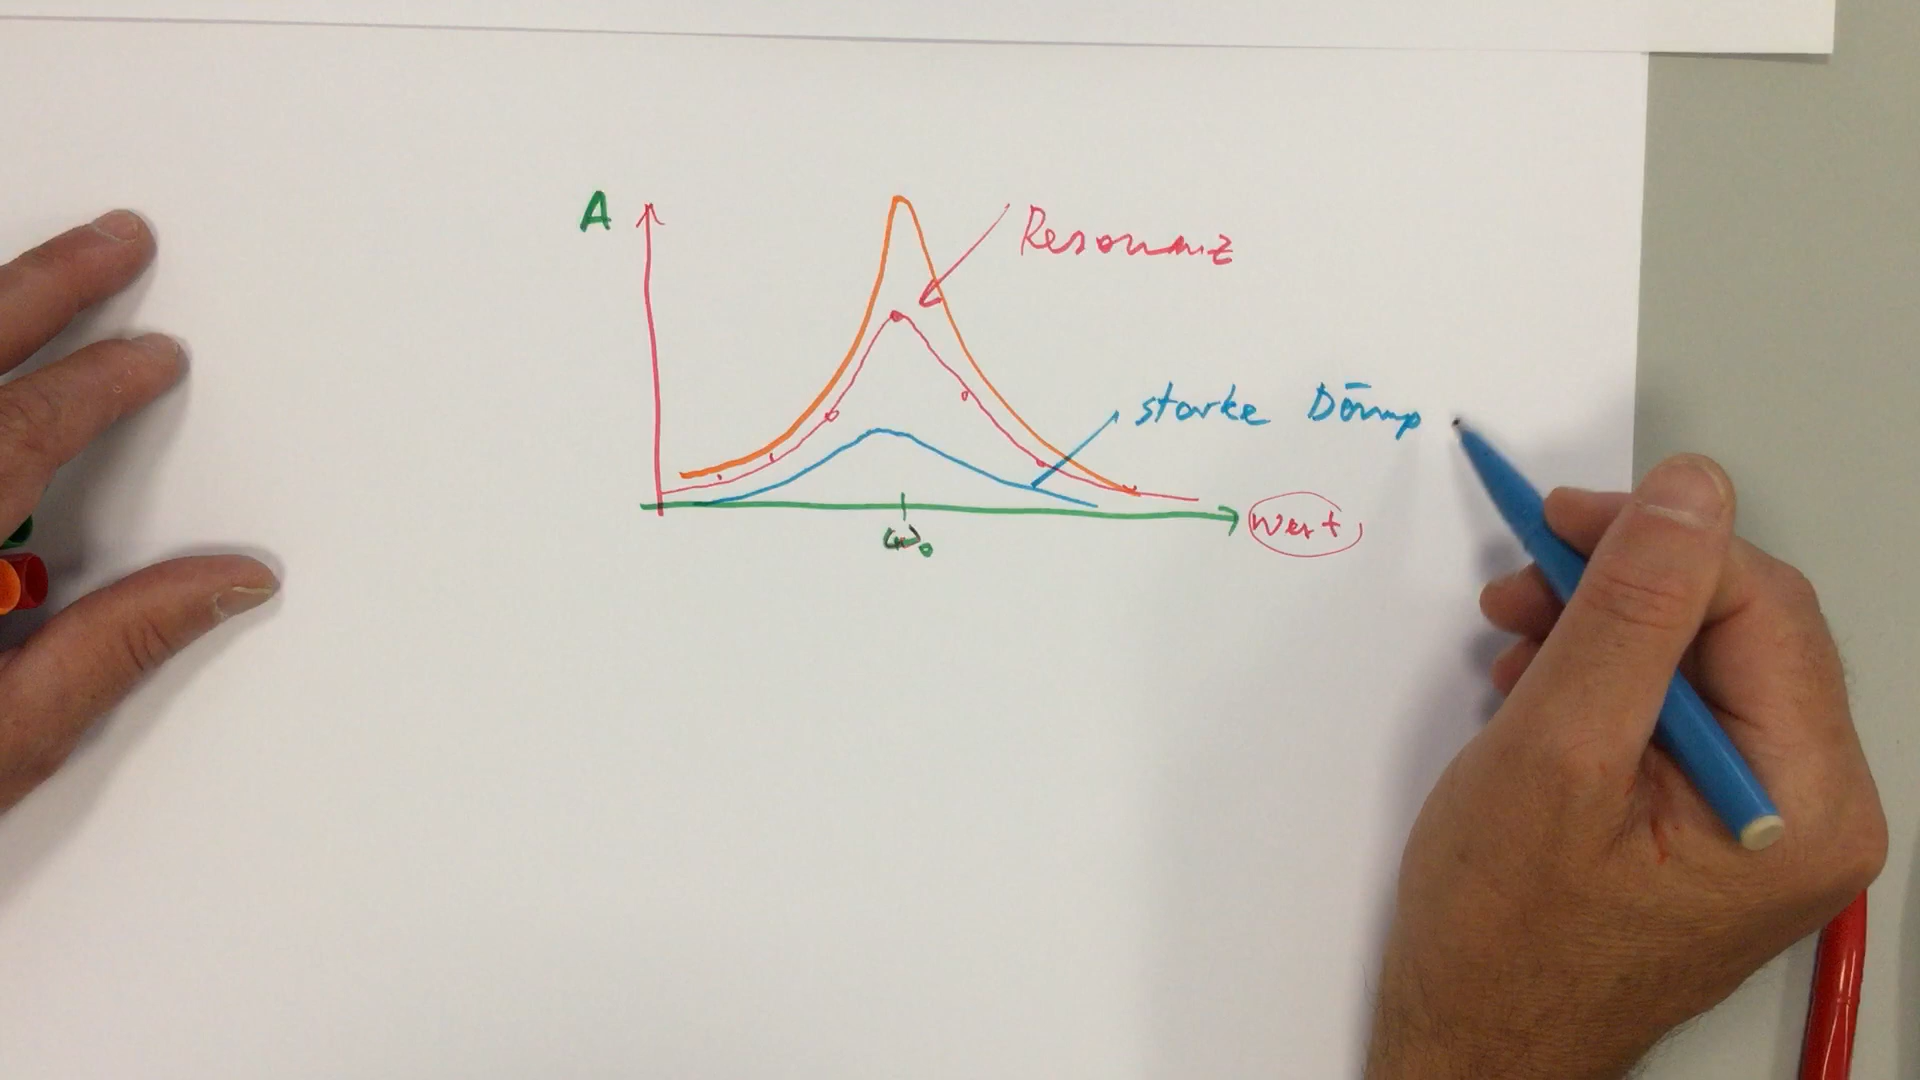 A
Resonanz
starke Dämp
ω₀
Wert